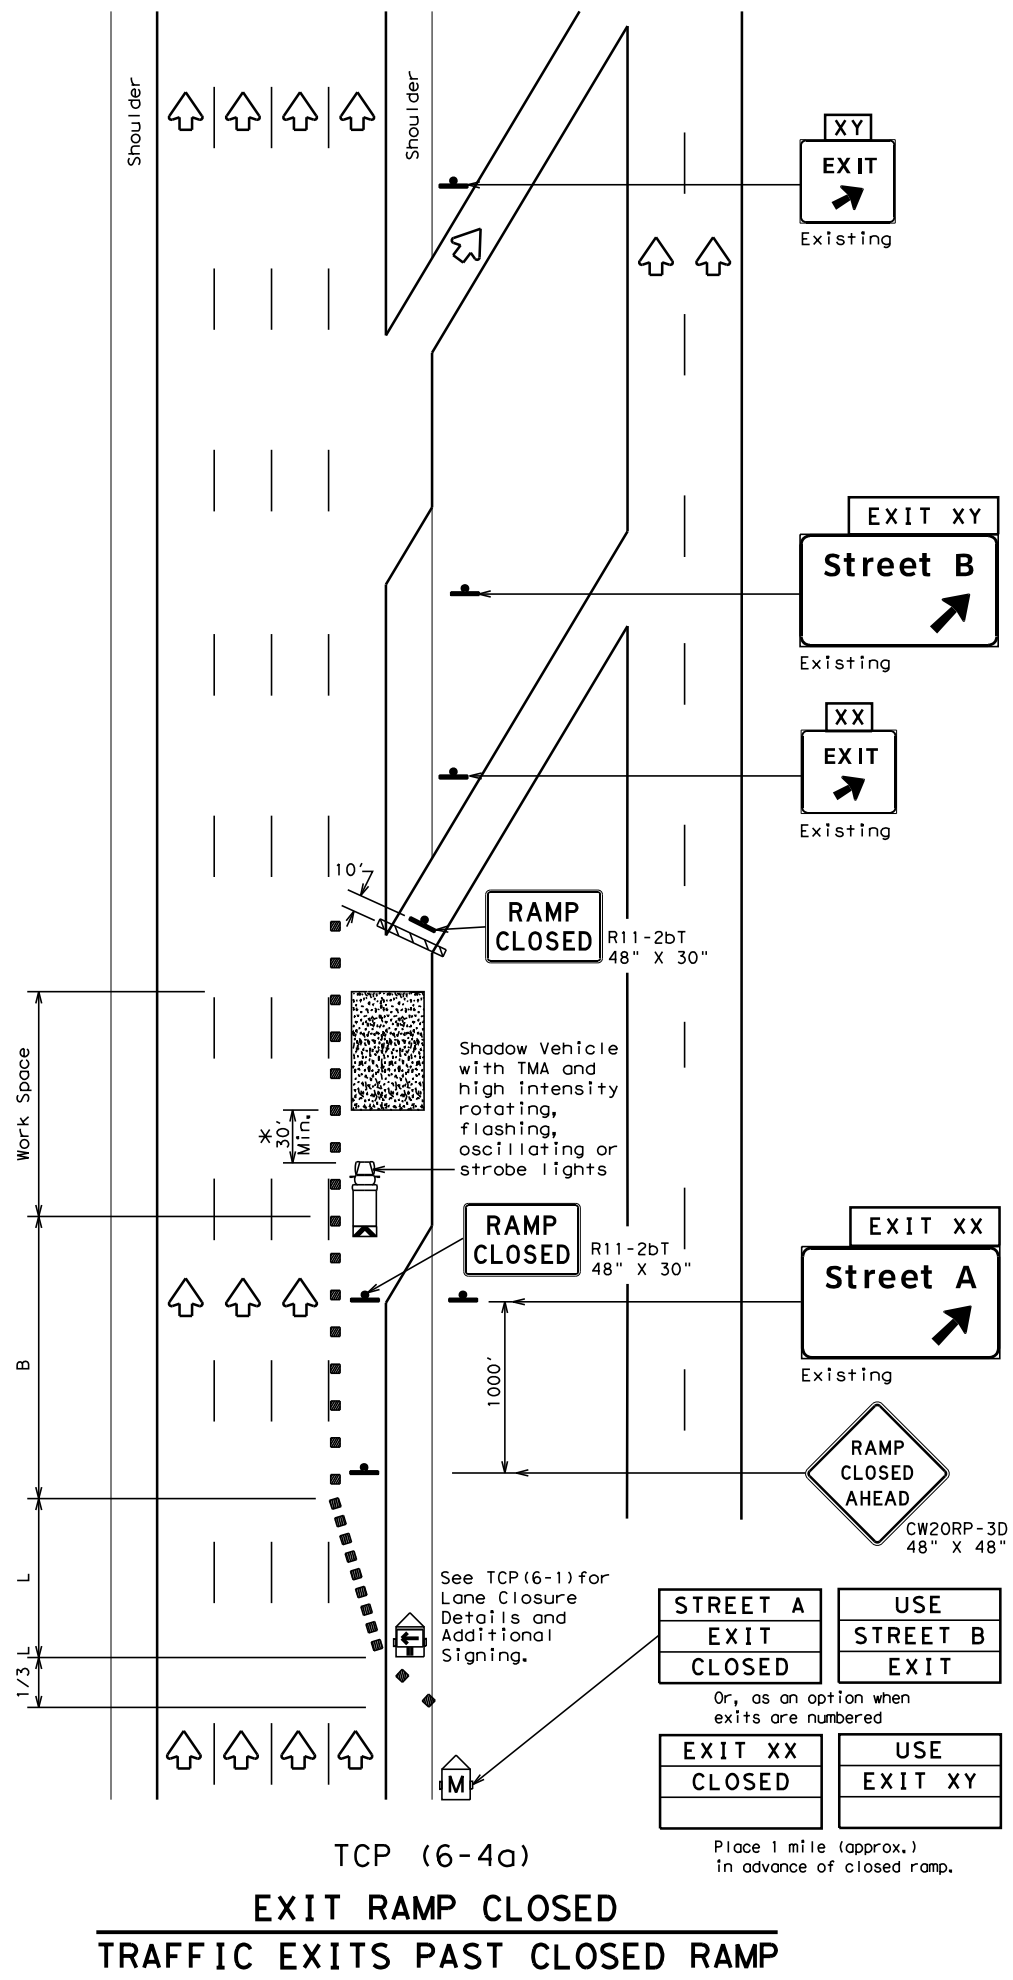 Shoulder
Shoulder
XY
EXIT
Existing
EXIT XY
Street B
Existing
XX
EXIT
Existing
10'
RAMP
CLOSED
R11-2bT
48" X 30"
Work Space
*
30'
Min.
Shadow Vehicle
with TMA and
high intensity
rotating,
flashing,
oscillating or
strobe lights
RAMP
CLOSED
R11-2bT
48" X 30"
EXIT XX
Street A
Existing
B
1000'
RAMP
CLOSED
AHEAD
CW20RP-3D
48" X 48"
L
1/3 L
See TCP(6-1)for
Lane Closure
Details and
Additional
Signing.
STREET A
EXIT
CLOSED
USE
STREET B
EXIT
Or, as an option when
exits are numbered
EXIT XX
CLOSED
USE
EXIT XY
M
Place 1 mile (approx.)
in advance of closed ramp.
TCP (6-4a)
EXIT RAMP CLOSED
TRAFFIC EXITS PAST CLOSED RAMP